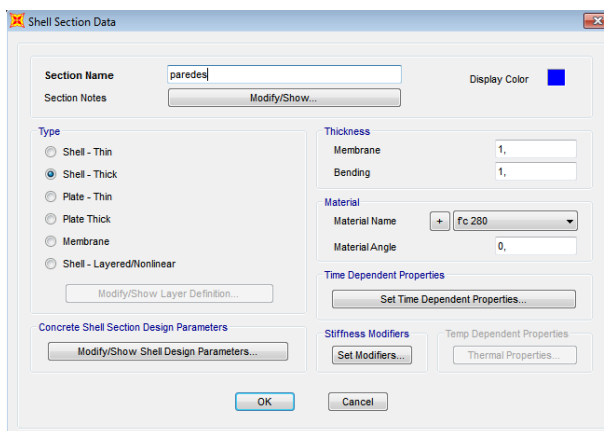 Shell Section Data
Section Name
paredes
Display Color
Section Notes
Modify/Show...
Type
Shell - Thin
Shell - Thick
Plate - Thin
Plate Thick
Membrane
Shell - Layered/Nonlinear
Modify/Show Layer Definition...
Thickness
Membrane
1,
Bending
1,
Material
Material Name
+
f'c 280
Material Angle
0,
Time Dependent Properties
Set Time Dependent Properties...
Concrete Shell Section Design Parameters
Modify/Show Shell Design Parameters...
Stiffness Modifiers
Set Modifiers...
Temp Dependent Properties
Thermal Properties...
OK
Cancel